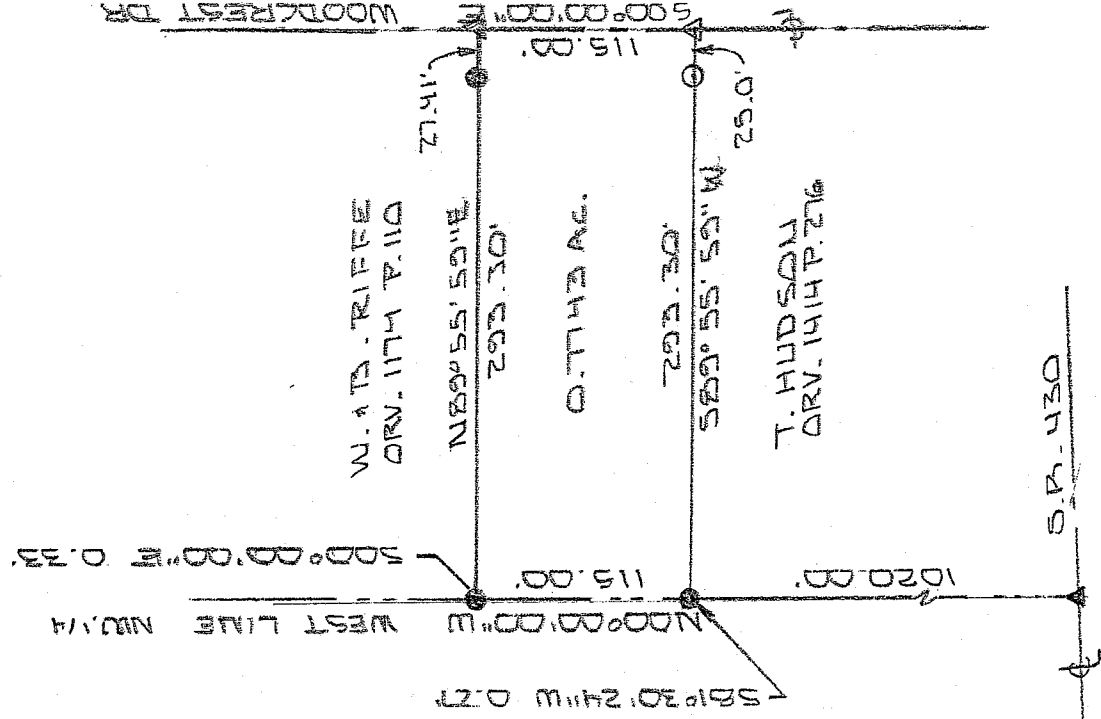 WOODCREST DR
S00°00'00"E
115.00'
27.41'
25.0'
W. & B. RIFFE
ORV. 1174 P. 110
N89°55'59"E
293.30'
0.7743 AC.
293.30'
S89°55'59"W
T. HUDSON
ORV. 1414 P. 276
S.R. 430
S00°00'00"E 0.33'
115.00'
1020.00'
N00°00'00"W WEST LINE NW.1/4
S81°30'24"W 0.27'